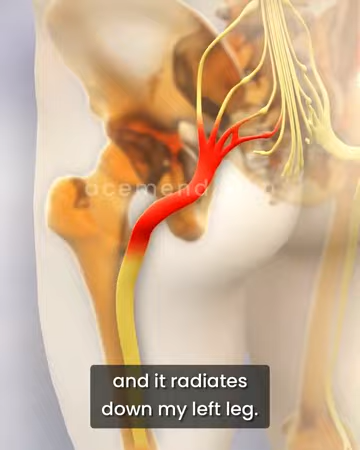 and it radiates
down my left leg.